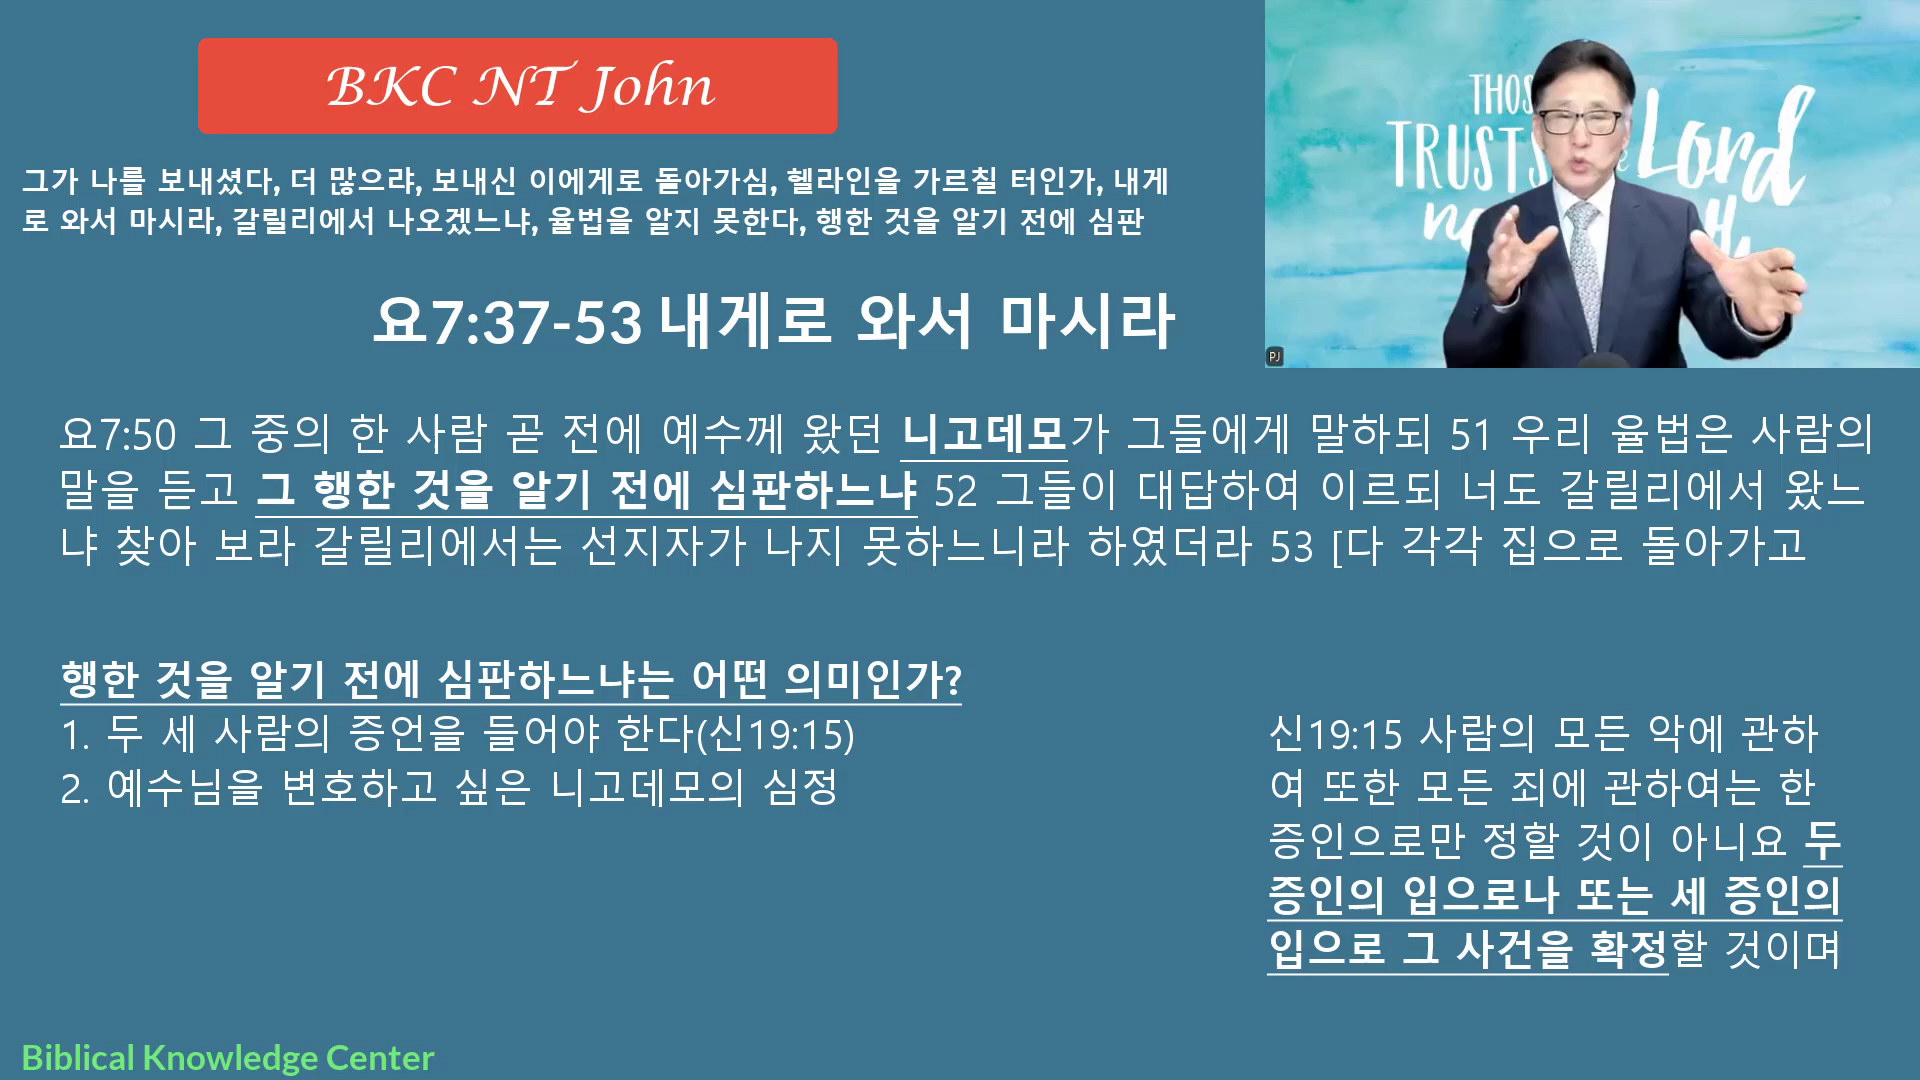 BKC NT John
그가 나를 보내셨다, 더 많으랴, 보내신 이에게로 돌아가심, 헬라인을 가르칠 터인가, 내게
로 와서 마시라, 갈릴리에서 나오겠느냐, 율법을 알지 못한다, 행한 것을 알기 전에 심판
THOS
TRUSTS
Lord
PJ
요7:37-53 내게로 와서 마시라
요7:50 그 중의 한 사람 곧 전에 예수께 왔던 니고데모가 그들에게 말하되 51 우리 율법은 사람의
말을 듣고 그 행한 것을 알기 전에 심판하느냐 52 그들이 대답하여 이르되 너도 갈릴리에서 왔느
냐 찾아 보라 갈릴리에서는 선지자가 나지 못하느니라 하였더라 53 [다 각각 집으로 돌아가고
행한 것을 알기 전에 심판하느냐는 어떤 의미인가?
1. 두 세 사람의 증언을 들어야 한다(신19:15)
2. 예수님을 변호하고 싶은 니고데모의 심정
신19:15 사람의 모든 악에 관하
여 또한 모든 죄에 관하여는 한
증인으로만 정할 것이 아니요 두
증인의 입으로나 또는 세 증인의
입으로 그 사건을 확정할 것이며
Biblical Knowledge Center